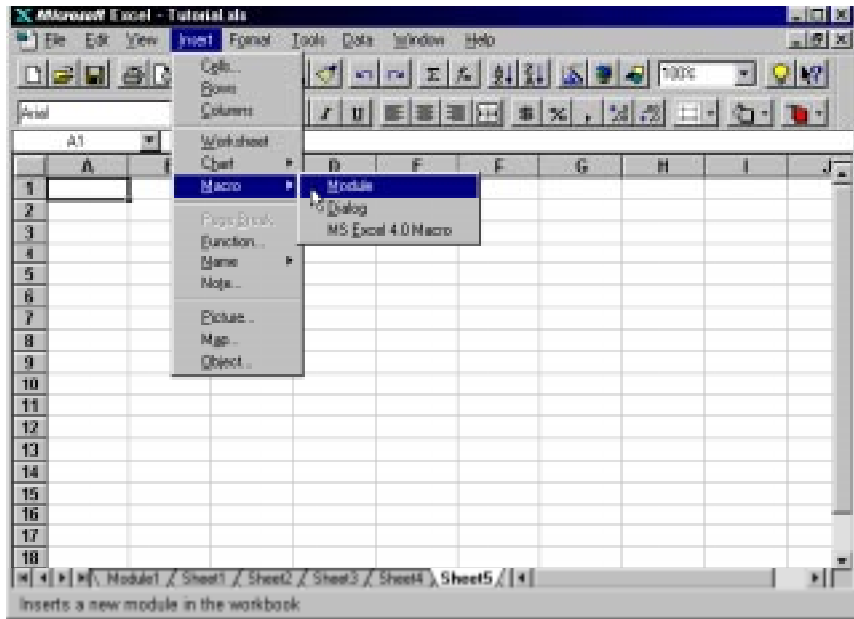 Microsoft Excel - Tutorial.xls
File Edit View Insert Format Tools Data Window Help
100%
Arial
A1
Cells...
Rows
Columns
Worksheet
Chart
Macro
Page Break
Function...
Name
Note...
Picture...
Map...
Object...
Module
Dialog
MS Excel 4.0 Macro
A D E F G H I J
1
2
3
4
5
6
7
8
9
10
11
12
13
14
15
16
17
18
Module1 Sheet1 Sheet2 Sheet3 Sheet4 Sheet5
Inserts a new module in the workbook